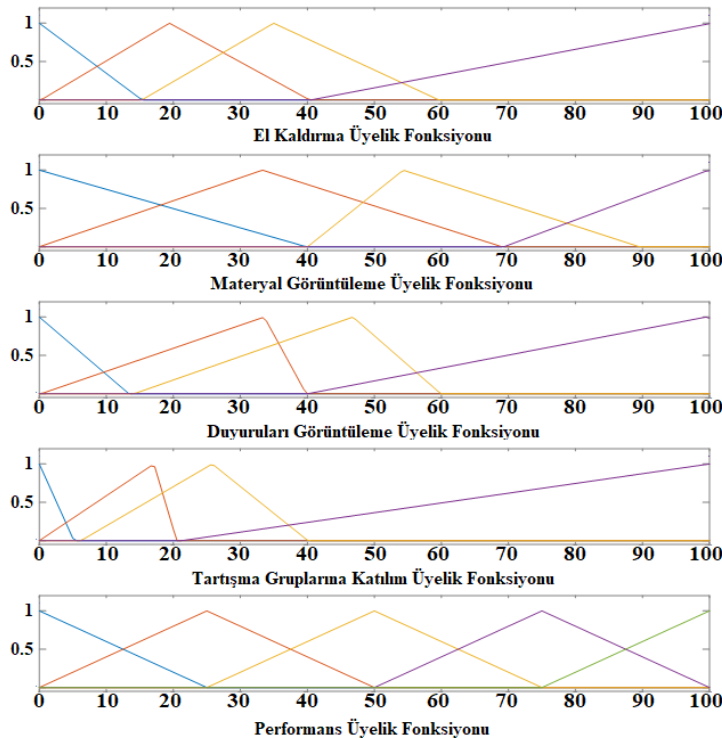 1
0.5
0 10 20 30 40 50 60 70 80 90 100
El Kaldırma Üyelik Fonksiyonu
1
0.5
0 10 20 30 40 50 60 70 80 90 100
Materyal Görüntüleme Üyelik Fonksiyonu
1
0.5
0 10 20 30 40 50 60 70 80 90 100
Duyuruları Görüntüleme Üyelik Fonksiyonu
1
0.5
0 10 20 30 40 50 60 70 80 90 100
Tartışma Gruplarına Katılım Üyelik Fonksiyonu
1
0.5
0 10 20 30 40 50 60 70 80 90 100
Performans Üyelik Fonksiyonu